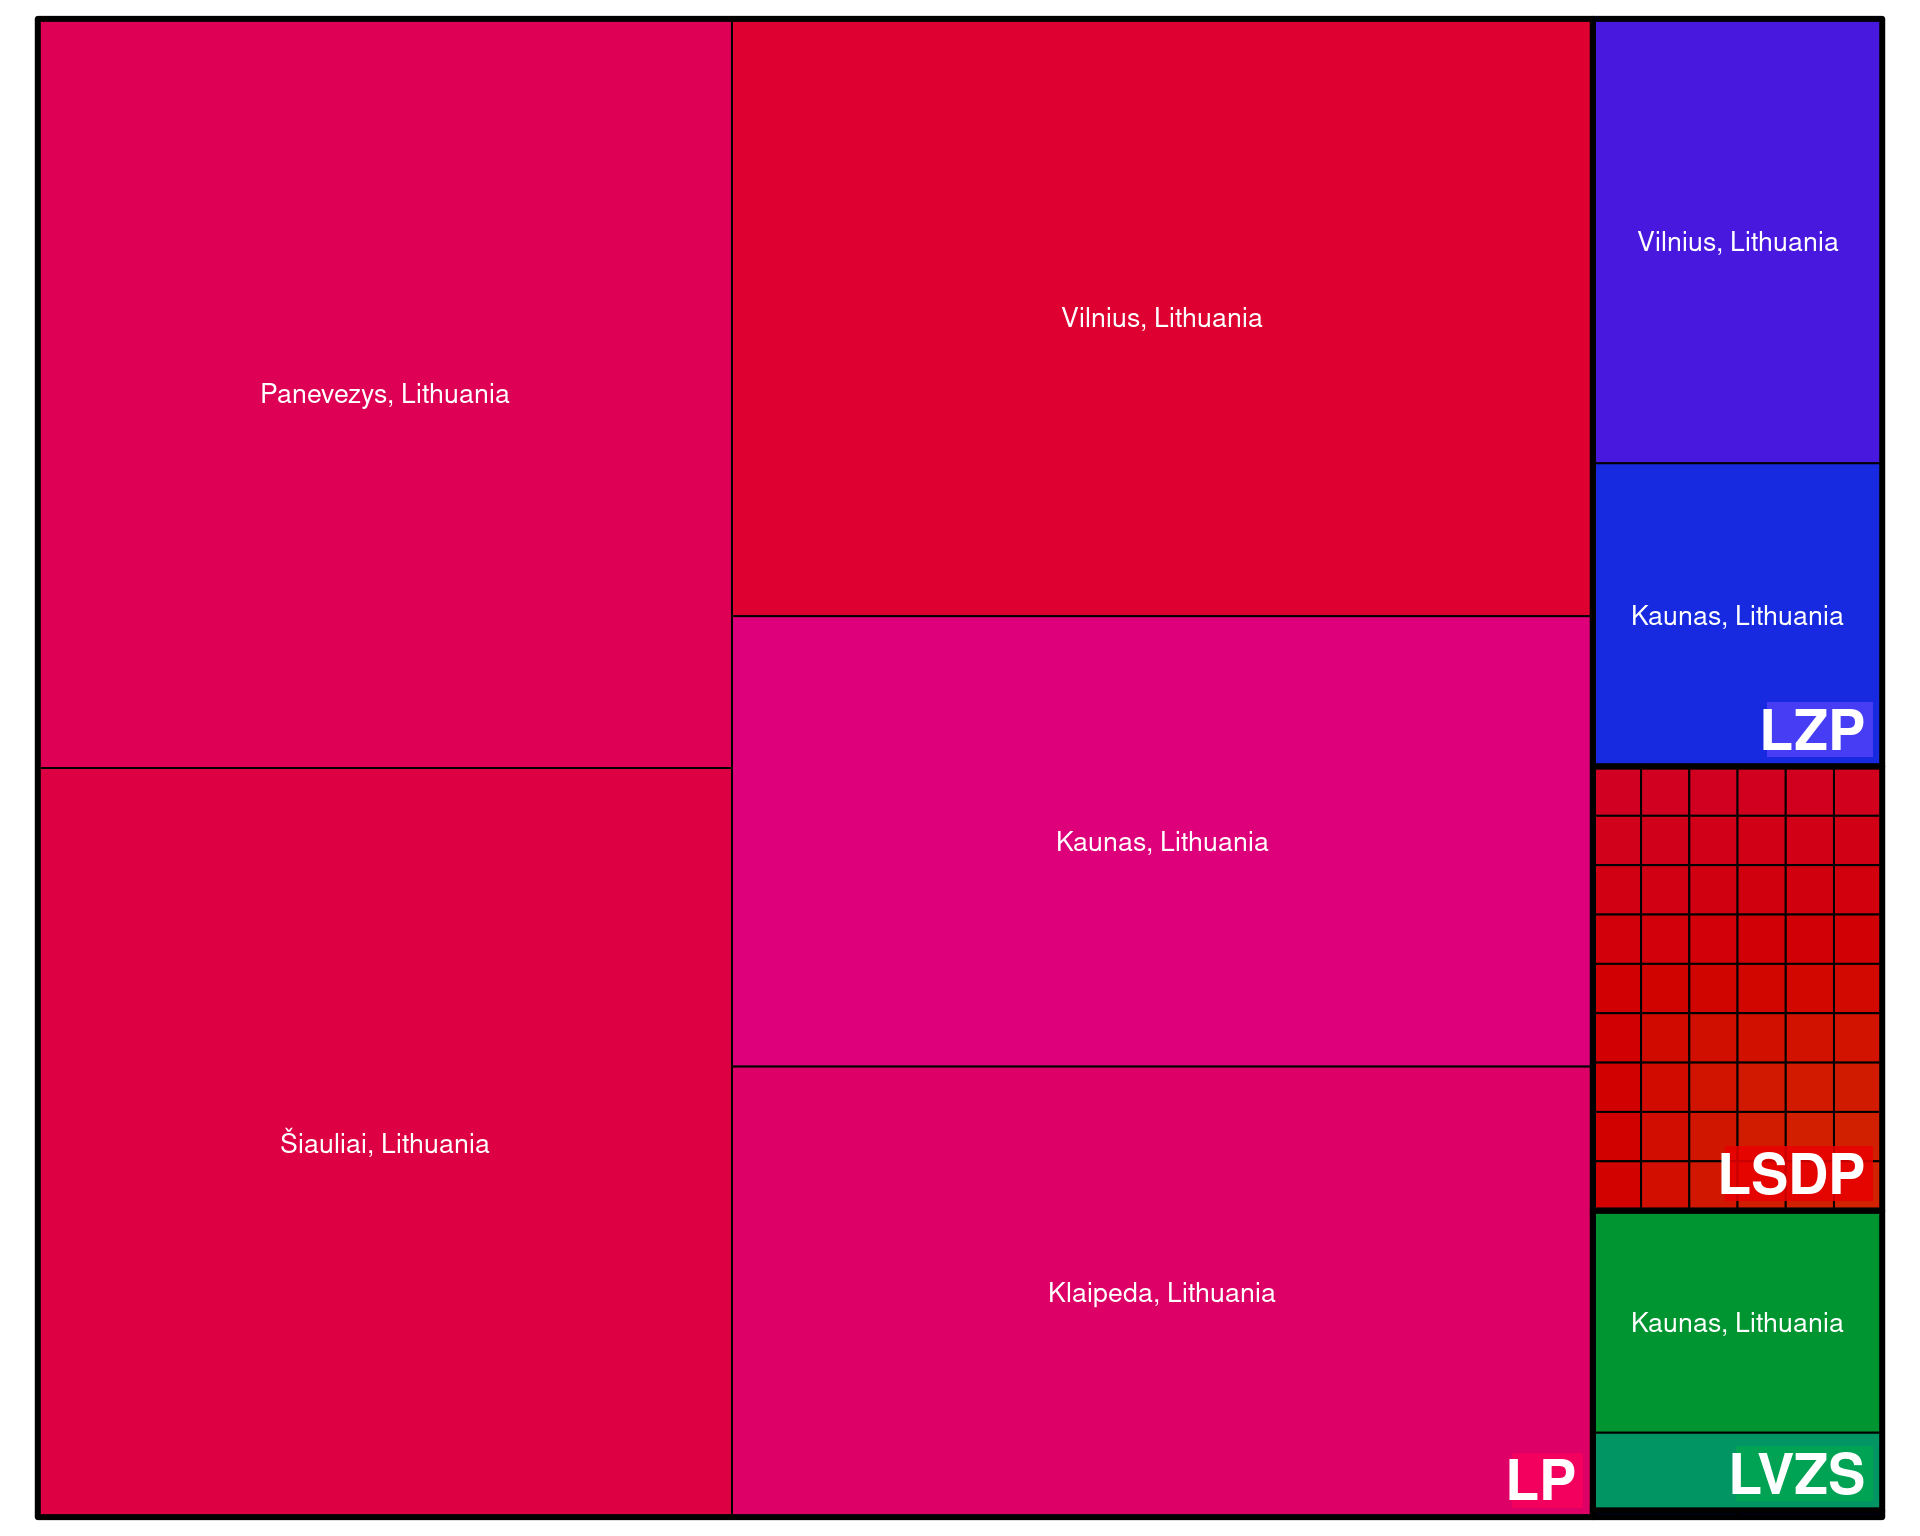 Panevezys, Lithuania
Šiauliai, Lithuania
Vilnius, Lithuania
Kaunas, Lithuania
Klaipeda, Lithuania
LP
Vilnius, Lithuania
Kaunas, Lithuania
LZP
LSDP
Kaunas, Lithuania
LVZS